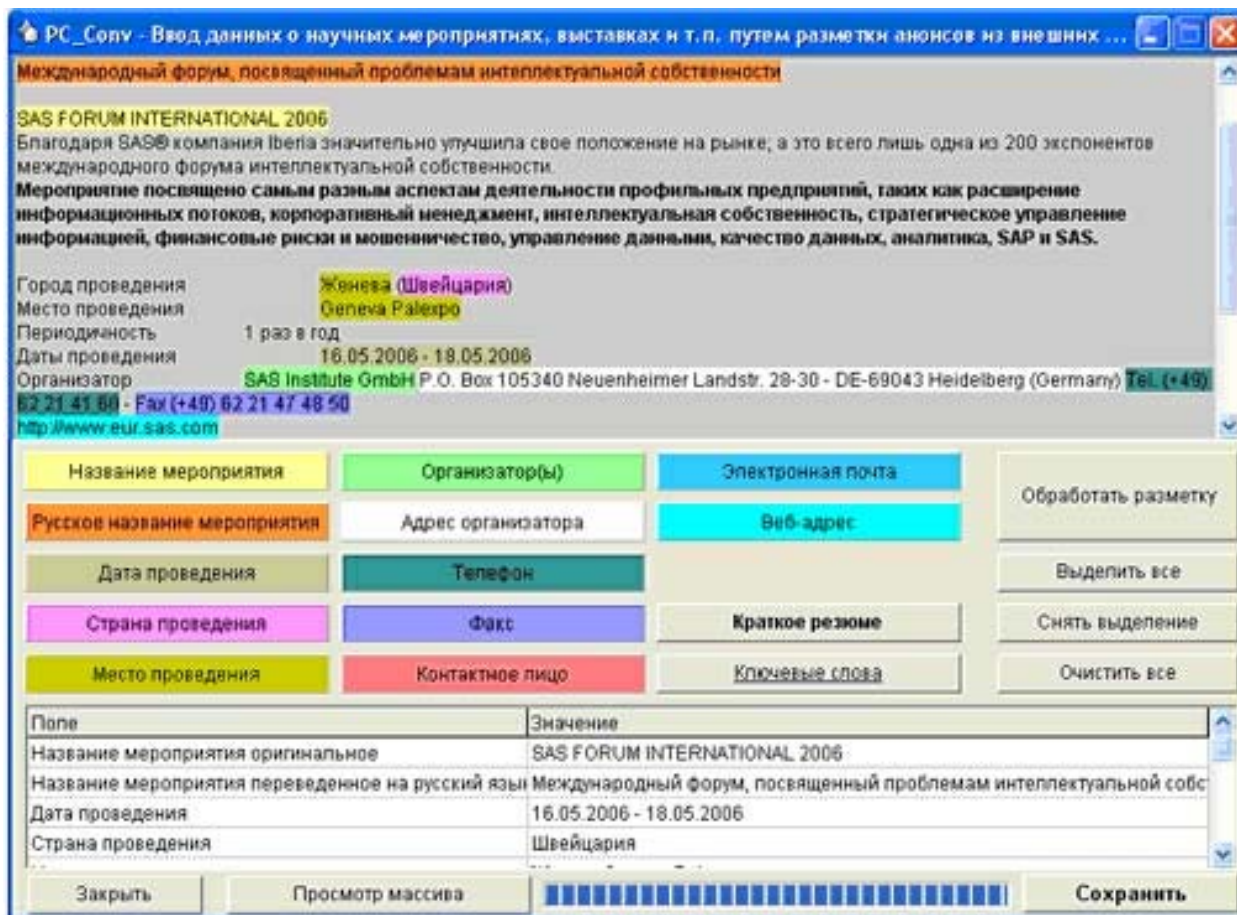 PC_Conv - Ввод данных о научных мероприятиях, выставках и т.п. путем разметки анонсов из внешних ...
Международный форум, посвященный проблемам интеллектуальной собственности
SAS FORUM INTERNATIONAL 2006
Благодаря SAS® компания Iberia значительно улучшила свое положение на рынке, а это всего лишь одна из 200 экспонентов
международного форума интеллектуальной собственности.
Мероприятие посвящено самым разным аспектам деятельности профильных предприятий, таких как расширение
информационных потоков, корпоративный менеджмент, интеллектуальная собственность, стратегическое управление
информацией, финансовые риски и мошенничество, управление данными, качество данных, аналитика, SAP и SAS.
Город проведения Женева (Швейцария)
Место проведения Geneva Palexpo
Периодичность 1 раз в год
Даты проведения 16.05.2006 - 18.05.2006
Организатор SAS Institute GmbH P.O. Box 105340 Neuenheimer Landstr. 28-30 - DE-69043 Heidelberg (Germany) Tel. (+49)
62 21 41 60 - Fax (+49) 62 21 47 48 50
http://www.eur.sas.com
Название мероприятия Организатор(ы) Электронная почта Обработать разметку
Русское название мероприятия Адрес организатора Веб-адрес
Дата проведения Телефон Выделить все
Страна проведения Факс Краткое резюме Снять выделение
Место проведения Контактное лицо Ключевые слова Очистить все
Поле Значение
Название мероприятия оригинальное SAS FORUM INTERNATIONAL 2006
Название мероприятия переведенное на русский язы Международный форум, посвященный проблемам интеллектуальной собс
Дата проведения 16.05.2006 - 18.05.2006
Страна проведения Швейцария
Закрыть Просмотр массива Сохранить